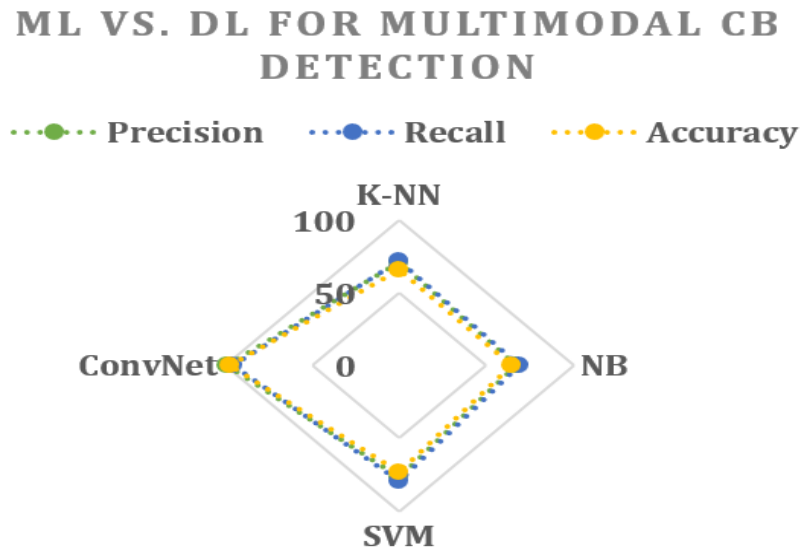 ML VS. DL FOR MULTIMODAL CB
DETECTION
Precision Recall Accuracy
K-NN
100
50
ConvNet 0 NB
SVM